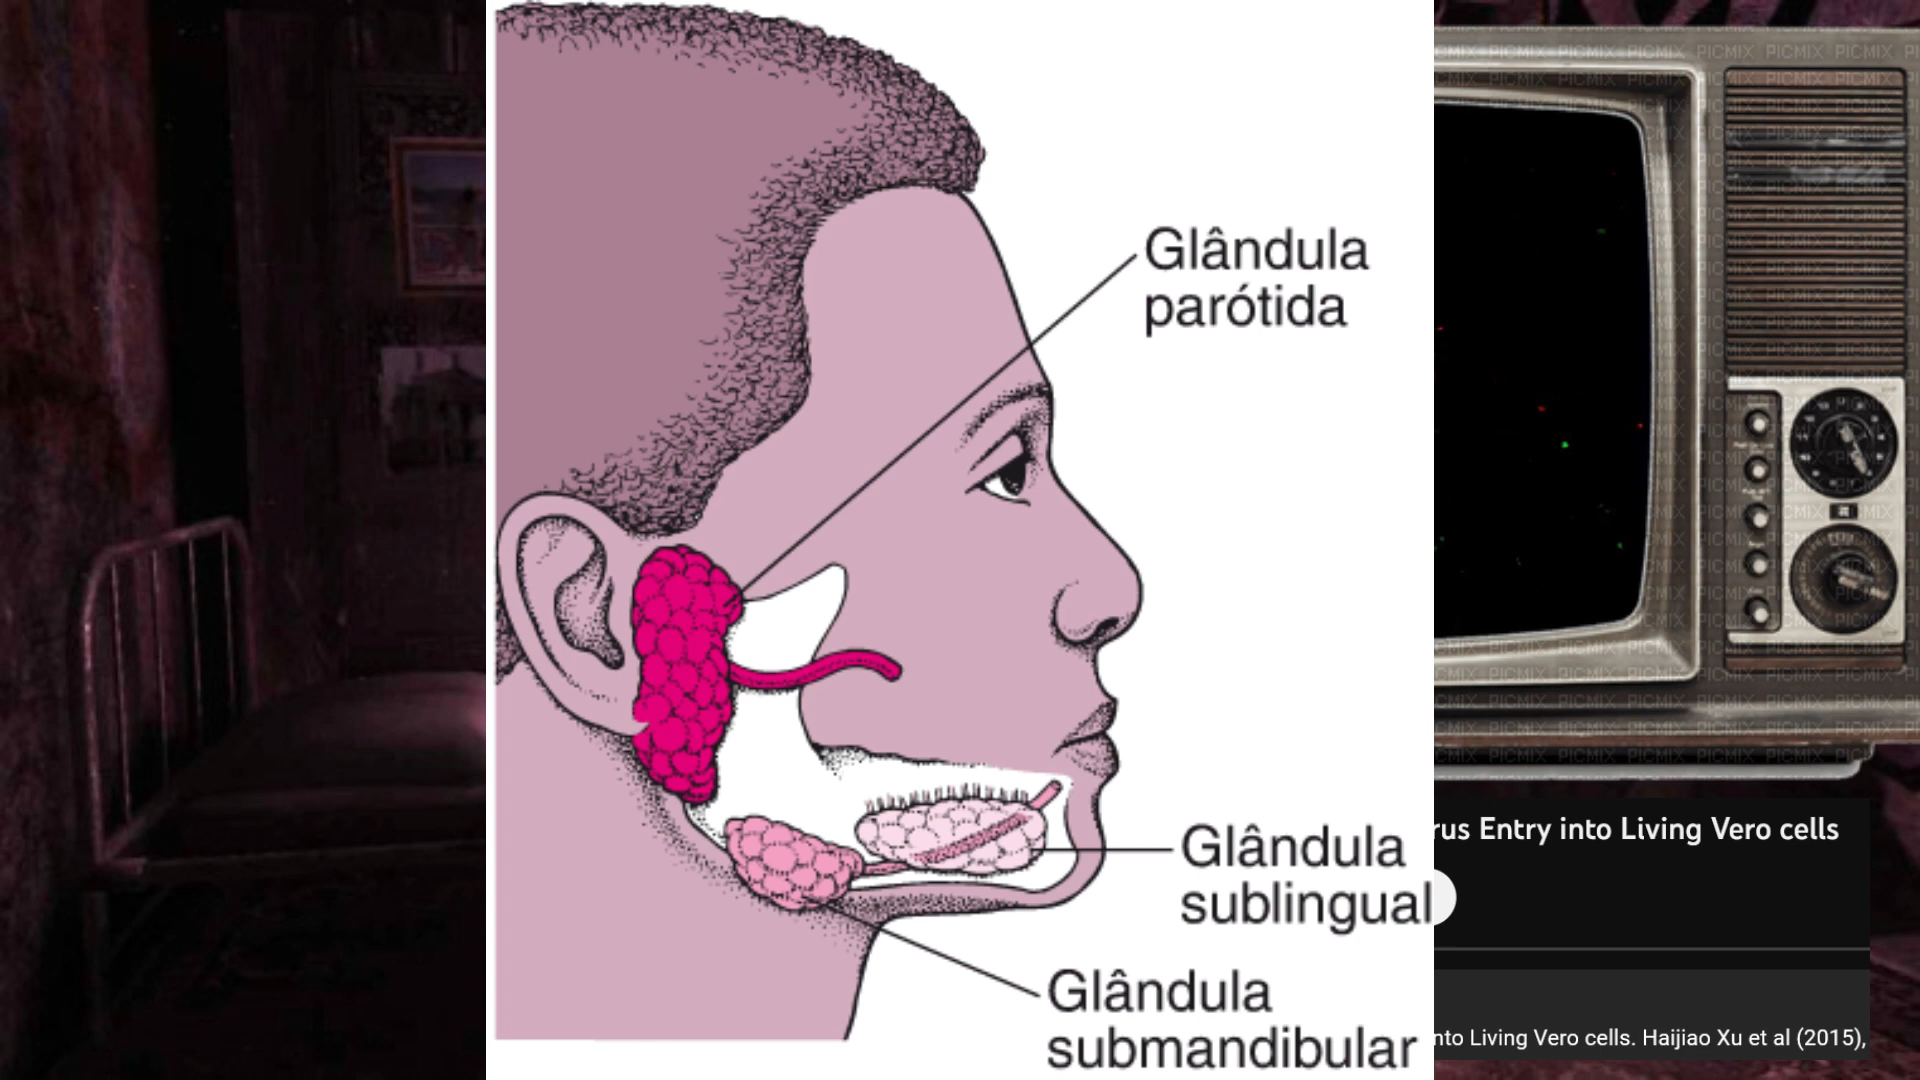 Glândula
parótida
rus Entry into Living Vero cells
Glândula
sublingual
Glândula
submandibular
nto Living Vero cells. Haijiao Xu et al (2015),
PICMIX